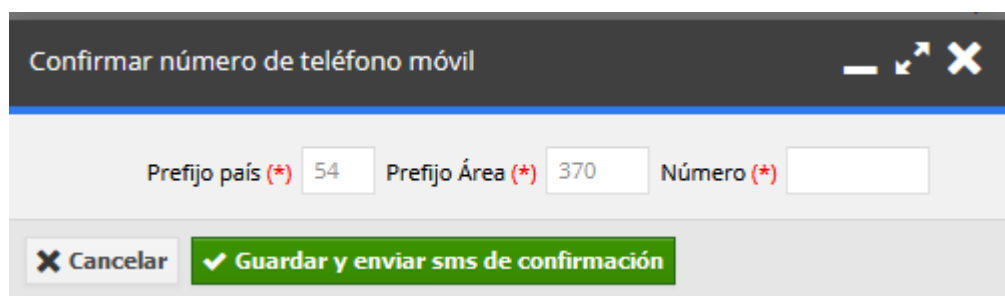 Confirmar número de teléfono móvil
Prefijo país (*) 54 Prefijo Área (*) 370 Número (*)
Cancelar Guardar y enviar sms de confirmación